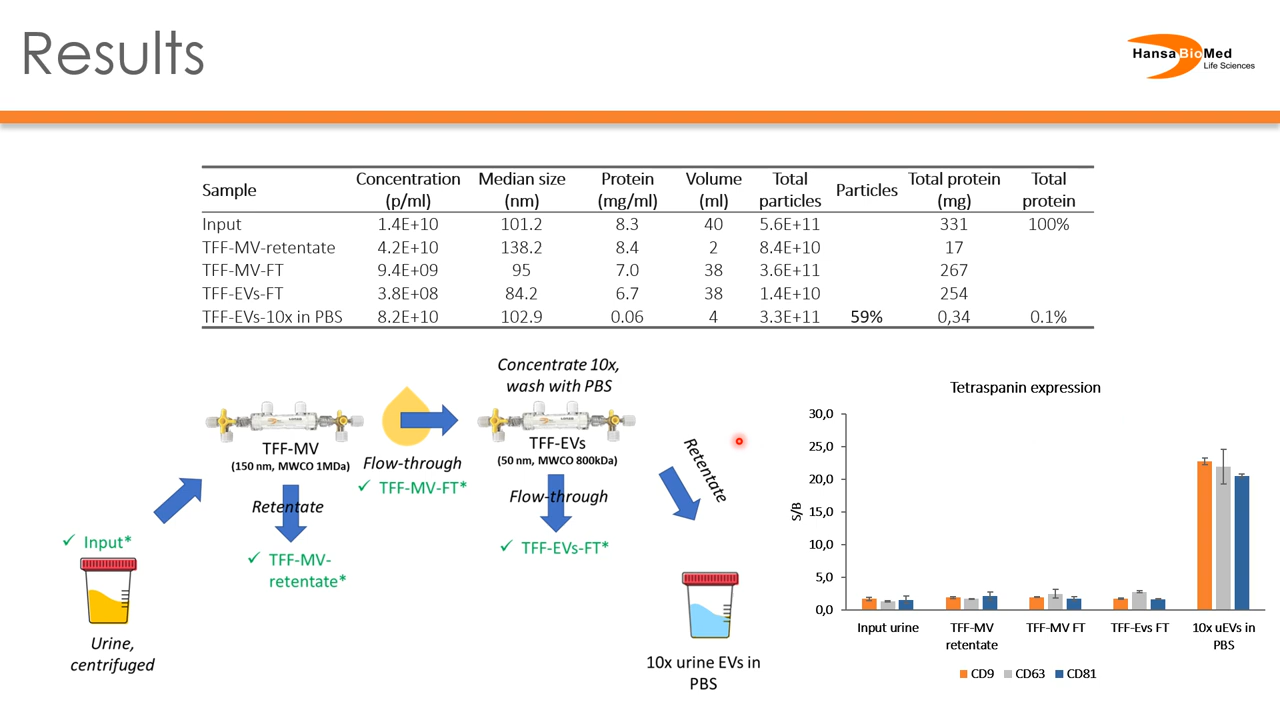 Results
HansaBioMed
Life Sciences
Sample Concentration (p/ml) Median size (nm) Protein (mg/ml) Volume (ml) Total particles Particles Total protein (mg) Total protein
Input 1.4E+10 101.2 8.3 40 5.6E+11 331 100%
TFF-MV-retentate 4.2E+10 138.2 8.4 2 8.4E+10 17
TFF-MV-FT 9.4E+09 95 7.0 38 3.6E+11 267
TFF-EVs-FT 3.8E+08 84.2 6.7 38 1.4E+10 254
TFF-EVs-10x in PBS 8.2E+10 102.9 0.06 4 3.3E+11 59% 0,34 0.1%
Concentrate 10x,
wash with PBS
HANSA
TFF-MV
(150 nm, MWCO 1MDa)
Flow-through
✓ TFF-MV-FT*
TFF-EVs
(50 nm, MWCO 800kDa)
Retentate
Flow-through
Retentate
✓ Input*
✓ TFF-MV-
retentate*
✓ TFF-EVs-FT*
Urine,
centrifuged
10x urine EVs in
PBS
Tetraspanin expression
30,0
25,0
20,0
15,0
10,0
5,0
0,0
S/B
Input urine
TFF-MV
retentate
TFF-MV FT
TFF-Evs FT
10x uEVs in
PBS
CD9 CD63 CD81